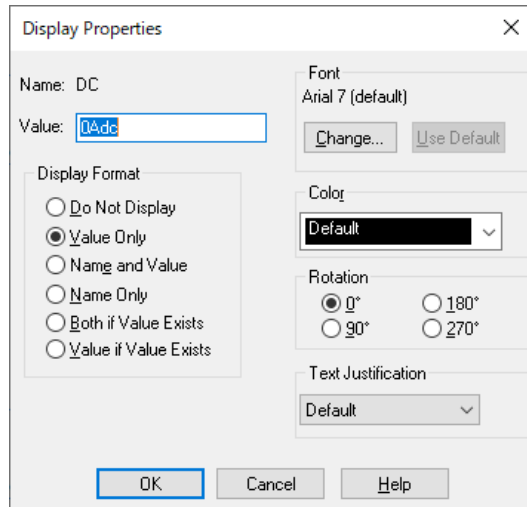 Display Properties
Name: DC
Value: 0Adc
Display Format
Do Not Display
Value Only
Name and Value
Name Only
Both if Value Exists
Value if Value Exists
Font
Arial 7 (default)
Change... Use Default
Color
Default
Rotation
0° 180°
90° 270°
Text Justification
Default
OK Cancel Help